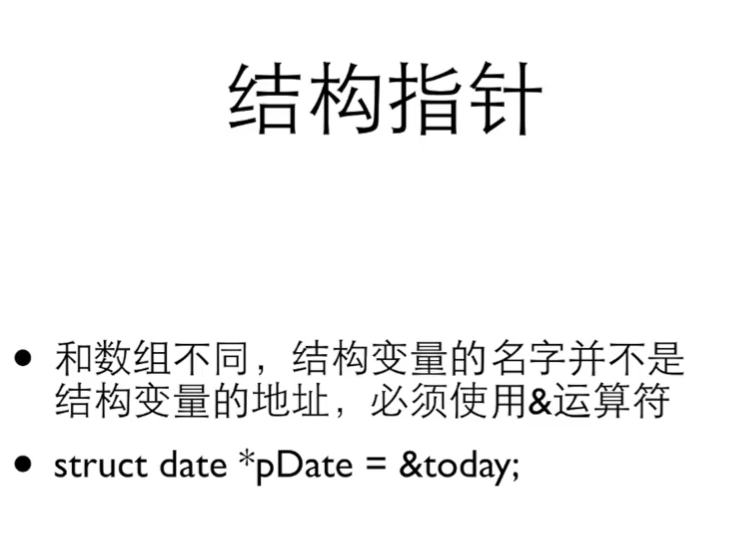 结构指针
• 和数组不同，结构变量的名字并不是
结构变量的地址，必须使用&运算符
• struct date *pDate = &today;